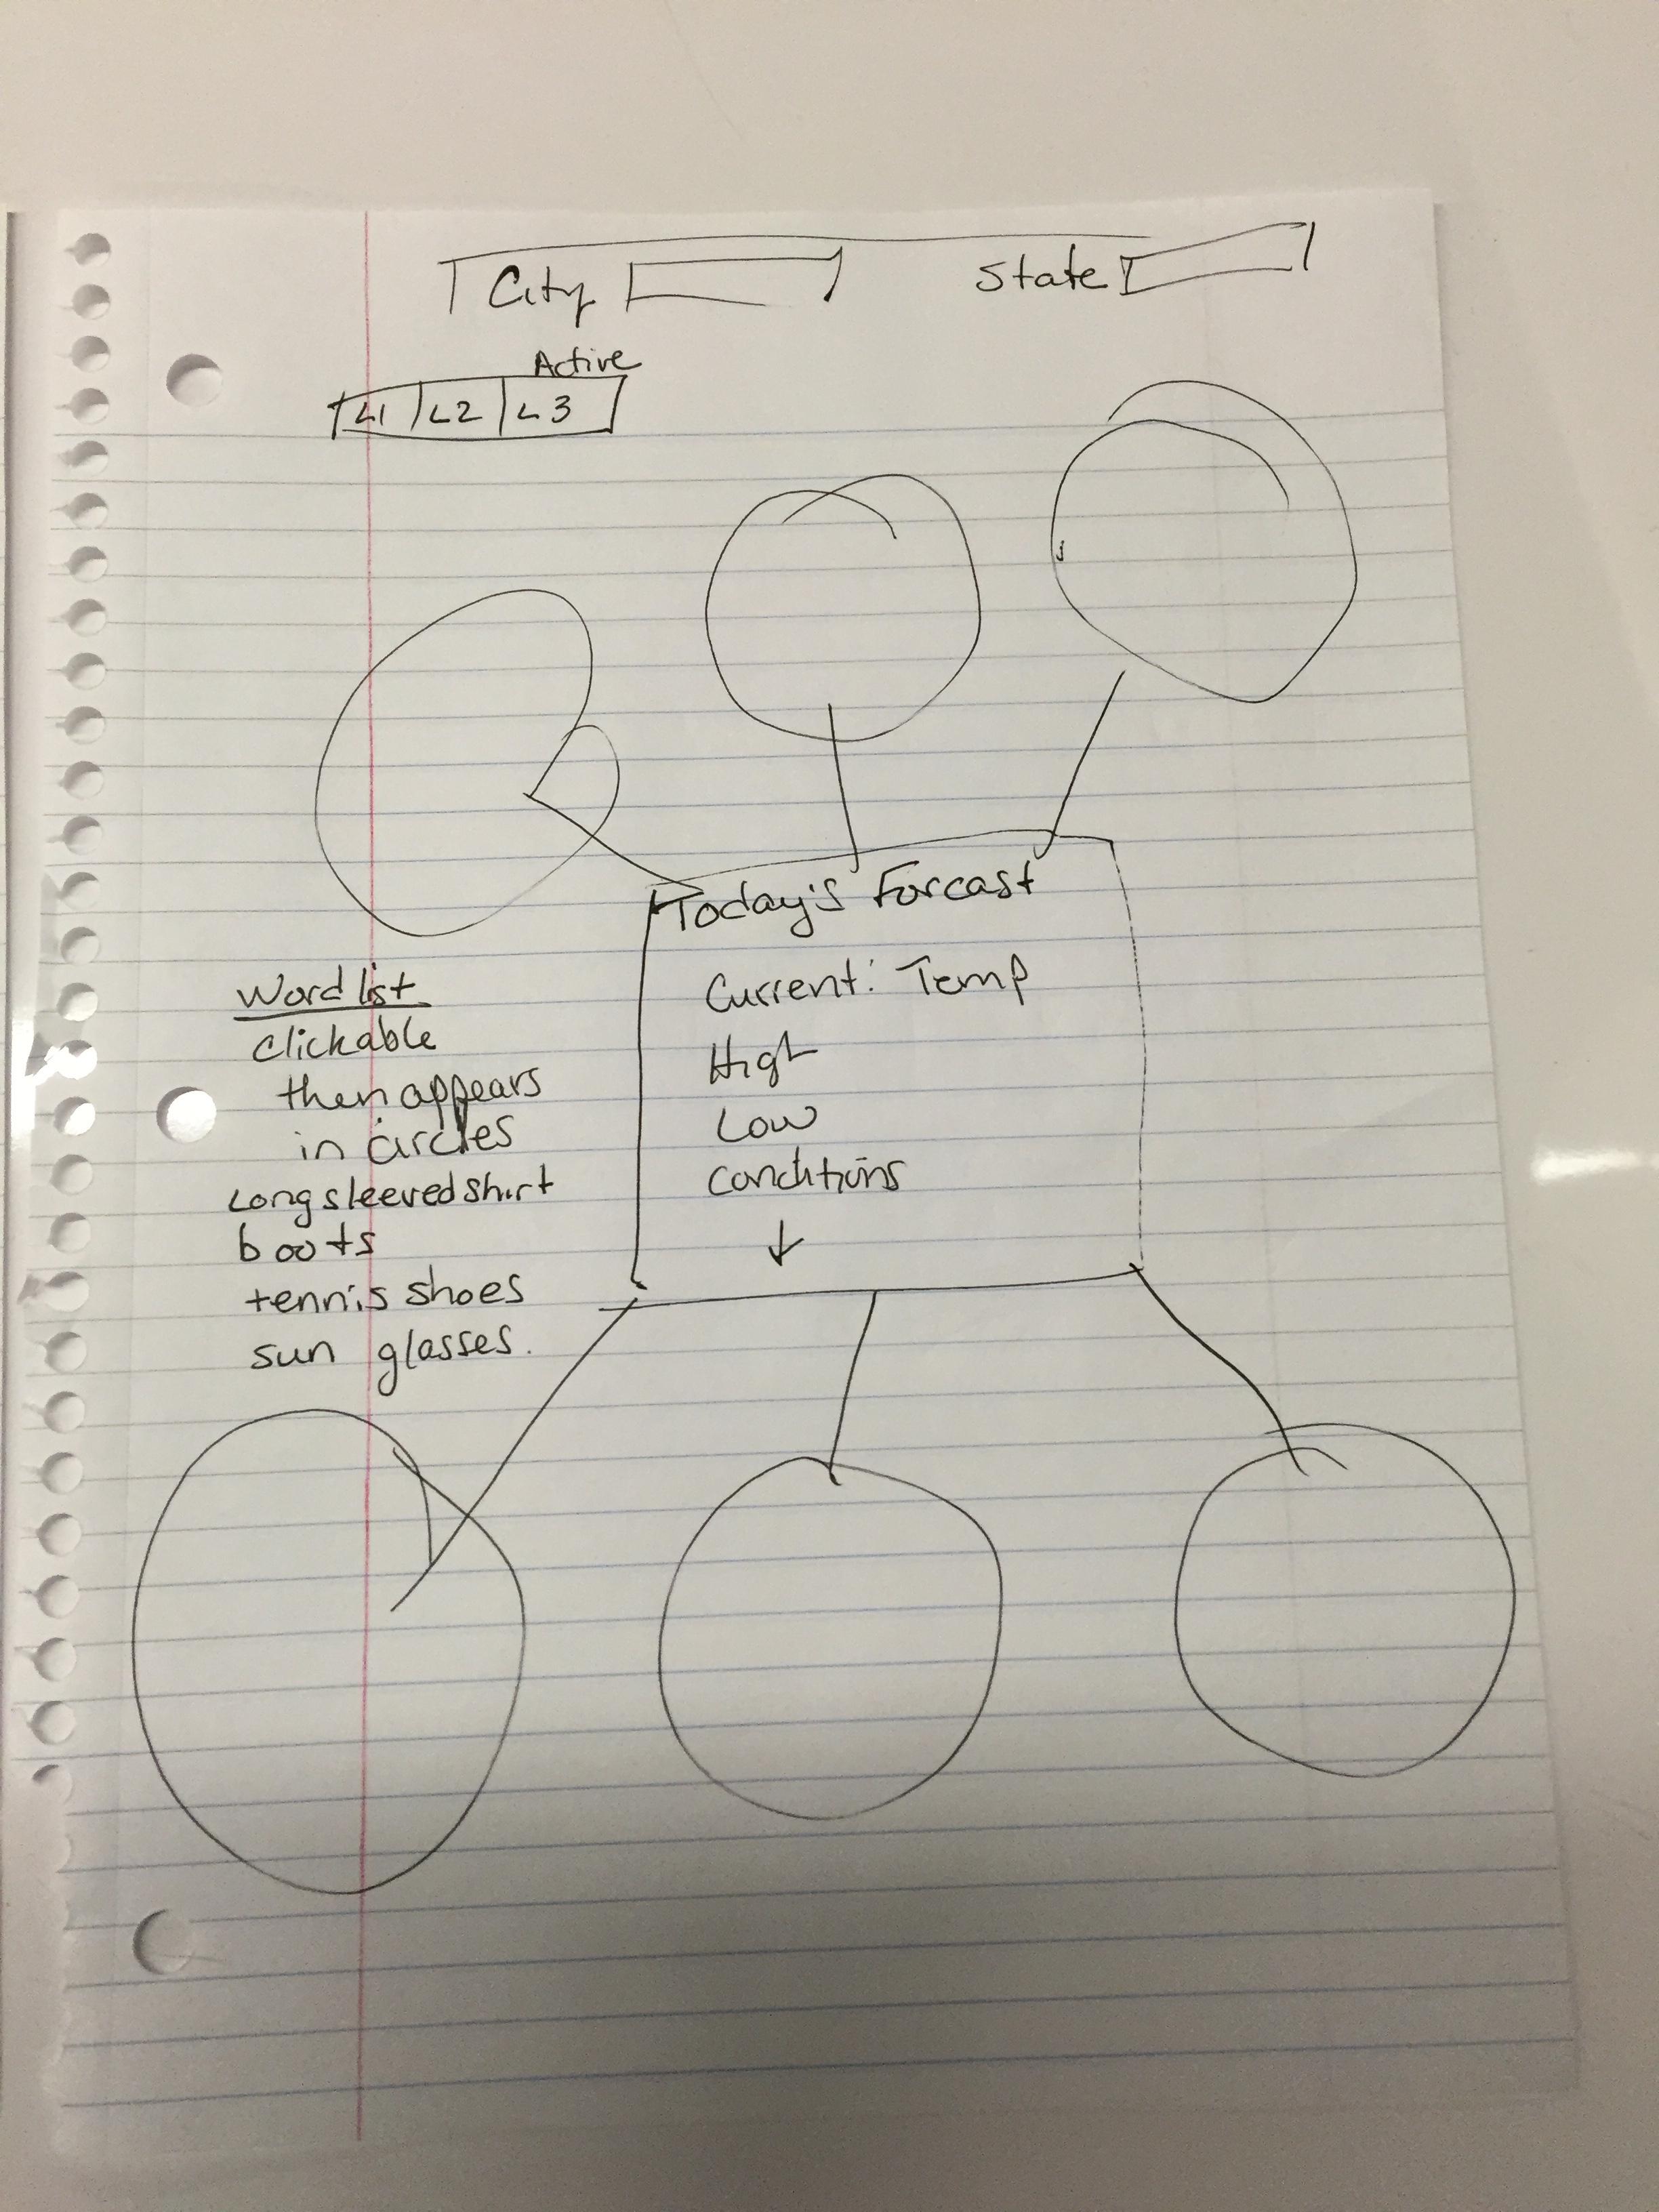 City State
Active
L1 L2 L3
Today's Forcast
Current: Temp
High
Low
Conditions
Word list
clickable
then appears
in circles
Long sleeved shirt
boots
tennis shoes
sun glasses.